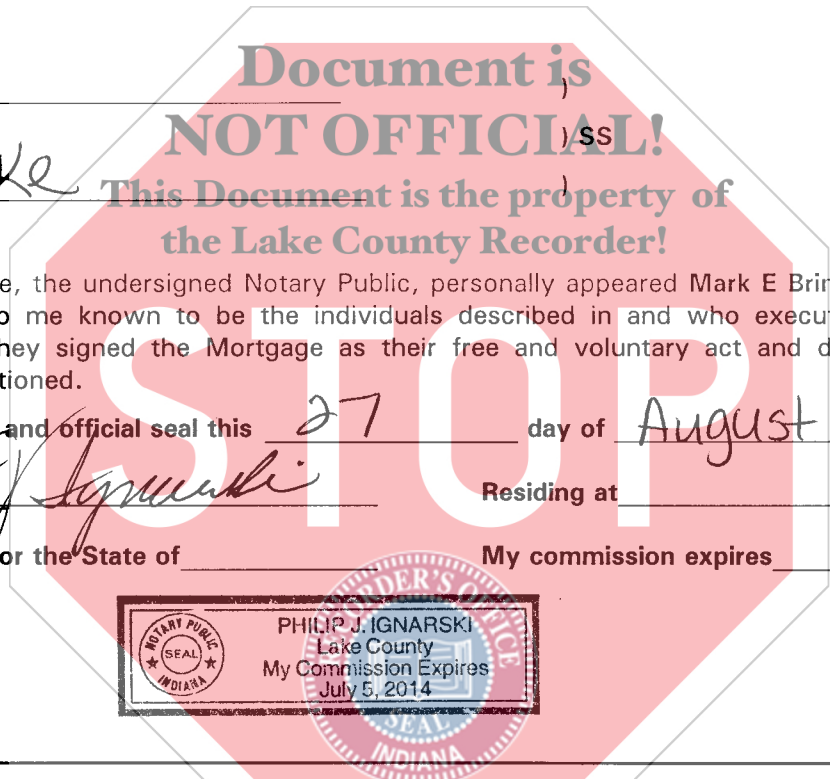 Document is
)
NOT OFFICIAL!
) SS
ke
)
This Document is the property of
the Lake County Recorder!
e, the undersigned Notary Public, personally appeared Mark E Brin
o me known to be the individuals described in and who execut
hey signed the Mortgage as their free and voluntary act and d
tioned.
STOP
and official seal this 27 day of August
Residing at
or the State of
My commission expires
RECORDER'S OFFICE
SEAL
INDIANA
NOTARY PUBLIC
SEAL
INDIANA
PHILIP J. IGNARSKI
Lake County
My Commission Expires
July 5, 2014